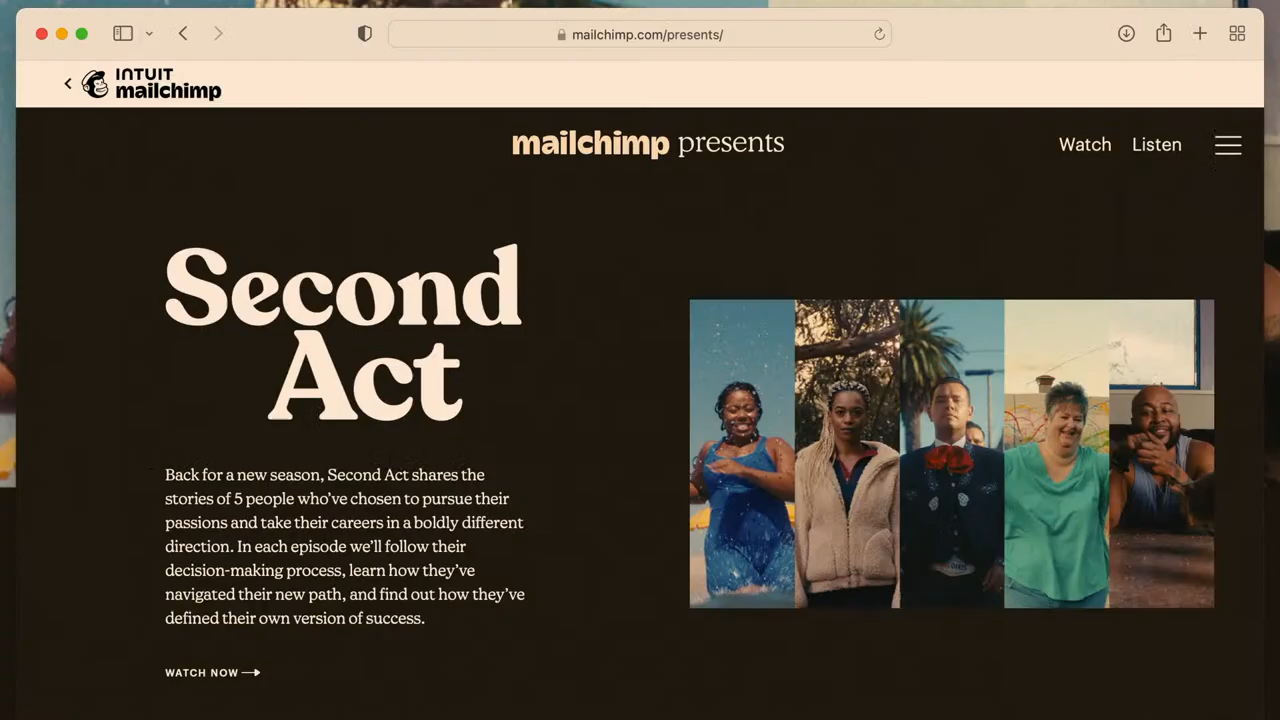 mailchimp.com/presents/
INTUIT
mailchimp
mailchimp presents
Watch
Listen
Second
Act
Back for a new season, Second Act shares the
stories of 5 people who’ve chosen to pursue their
passions and take their careers in a boldly different
direction. In each episode we’ll follow their
decision-making process, learn how they’ve
navigated their new path, and find out how they’ve
defined their own version of success.
WATCH NOW